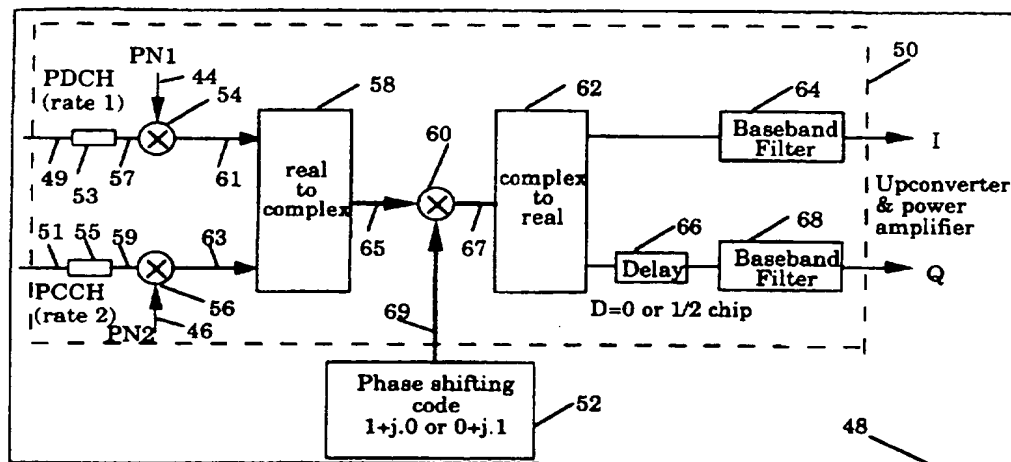 PN1
44
54
58
62
64
50
PDCH
(rate 1)
60
49
57
61
53
real
to
complex
complex
to
real
Baseband
Filter
I
Upconverter
& power
amplifier
51
55
59
63
65
67
66
68
Delay
Baseband
Filter
Q
PCCH
(rate 2)
56
69
D=0 or 1/2 chip
PN2
46
Phase shifting
code
1+j.0 or 0+j.1
52
48